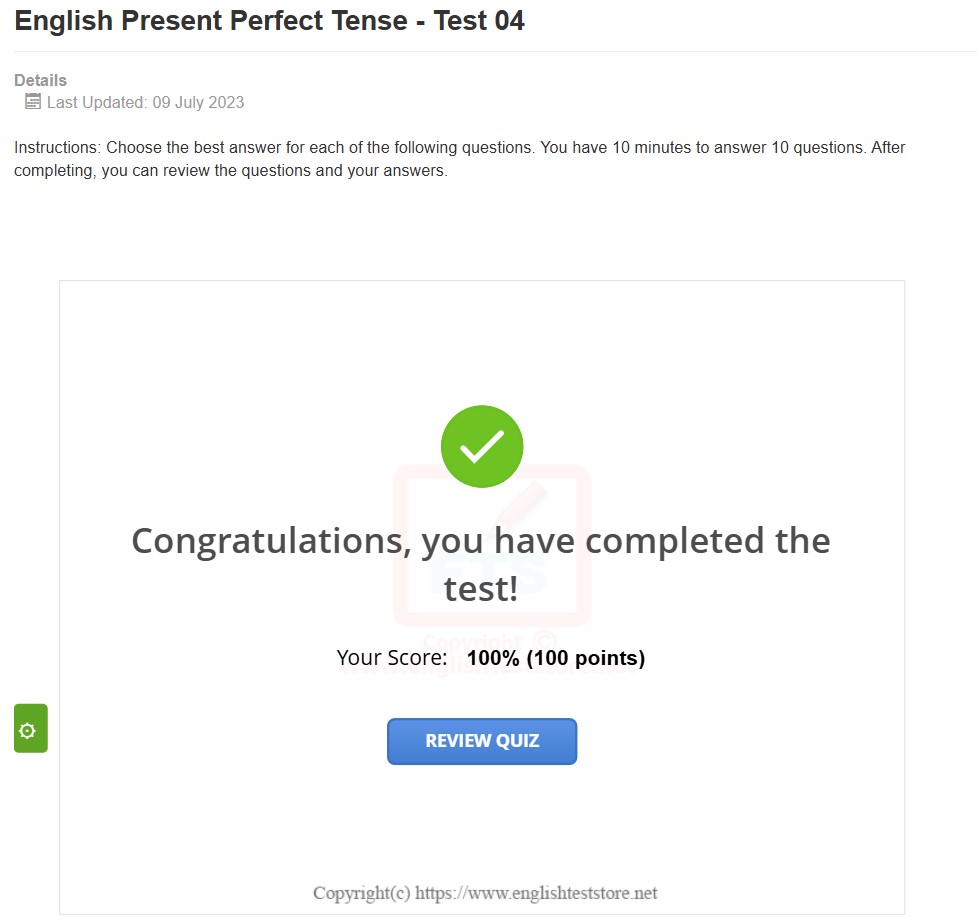 English Present Perfect Tense - Test 04
Details
Last Updated: 09 July 2023
Instructions: Choose the best answer for each of the following questions. You have 10 minutes to answer 10 questions. After
completing, you can review the questions and your answers.
Congratulations, you have completed the
test!
ETS
Copyright ©
Your Score: 100% (100 points)
REVIEW QUIZ
Copyright(c) https://www.englishteststore.net